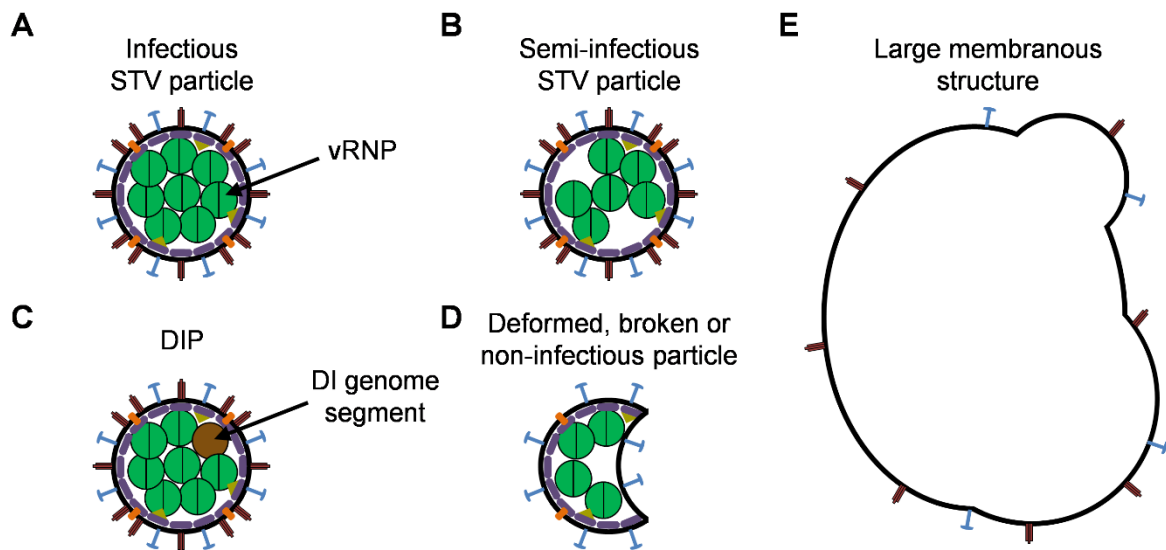 A
Infectious
STV particle
vRNP
B
Semi-infectious
STV particle
C
DIP
DI genome
segment
D
Deformed, broken or
non-infectious particle
E
Large membranous
structure